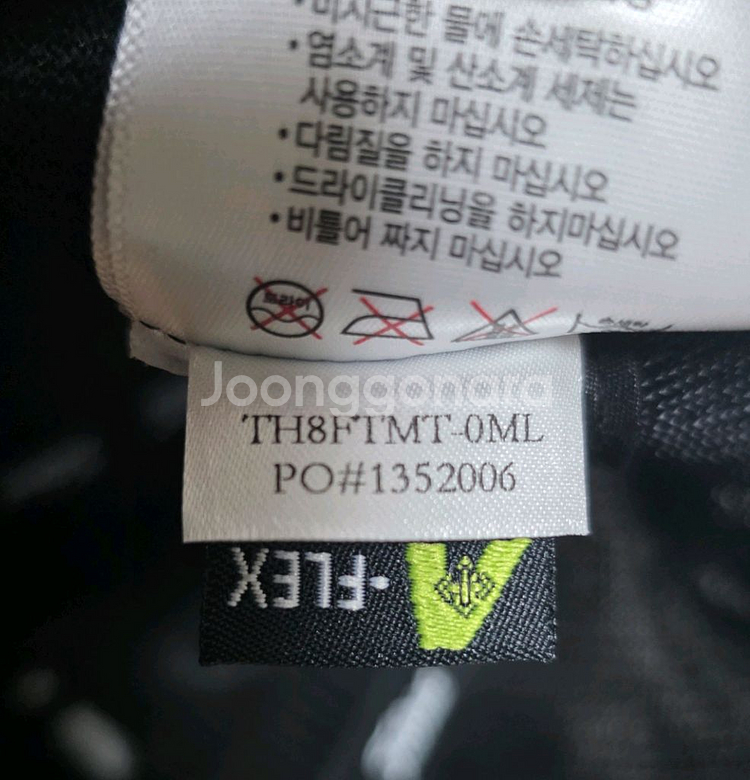 •미지근한 물에 손세탁하십시오
•염소계 및 산소계 세제는
사용하지 마십시오
•다림질을 하지 마십시오
•드라이클리닝을 하지마십시오
•비틀어 짜지 마십시오
드라이
Joonggonara
TH8FTMT-0ML
PO#1352006
-FLEX